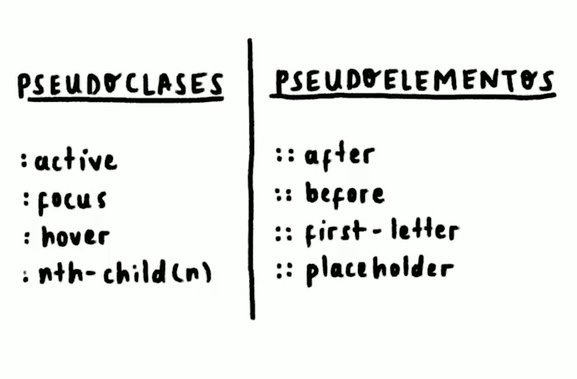 PSEUDOCLASES
:active
:focus
:hover
:nth-child(n)
PSEUDOELEMENTOS
::after
::before
::first-letter
::placeholder